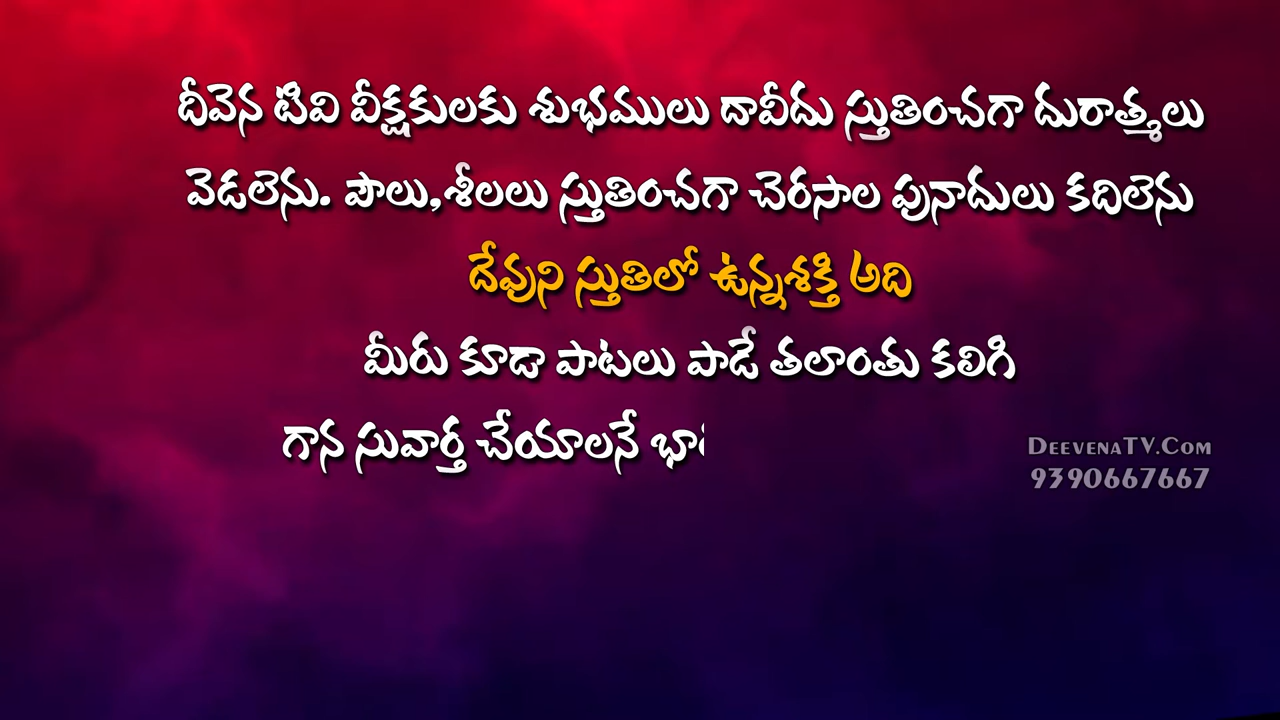 దీవెన టివి వీక్షకులకు శుభములు దావీదు స్తుతించగా దురాత్మలు
వెడలెను. పౌలు,శీలలు స్తుతించగా చెరసాల పునాదులు కదిలెను
దేవుని స్తుతిలో ఉన్నశక్తి అది
మీరు కూడా పాటలు పాడే తలాంతు కలిగి
గాన సువార్త చేయాలనే
DeevenaTV.Com
9390667667